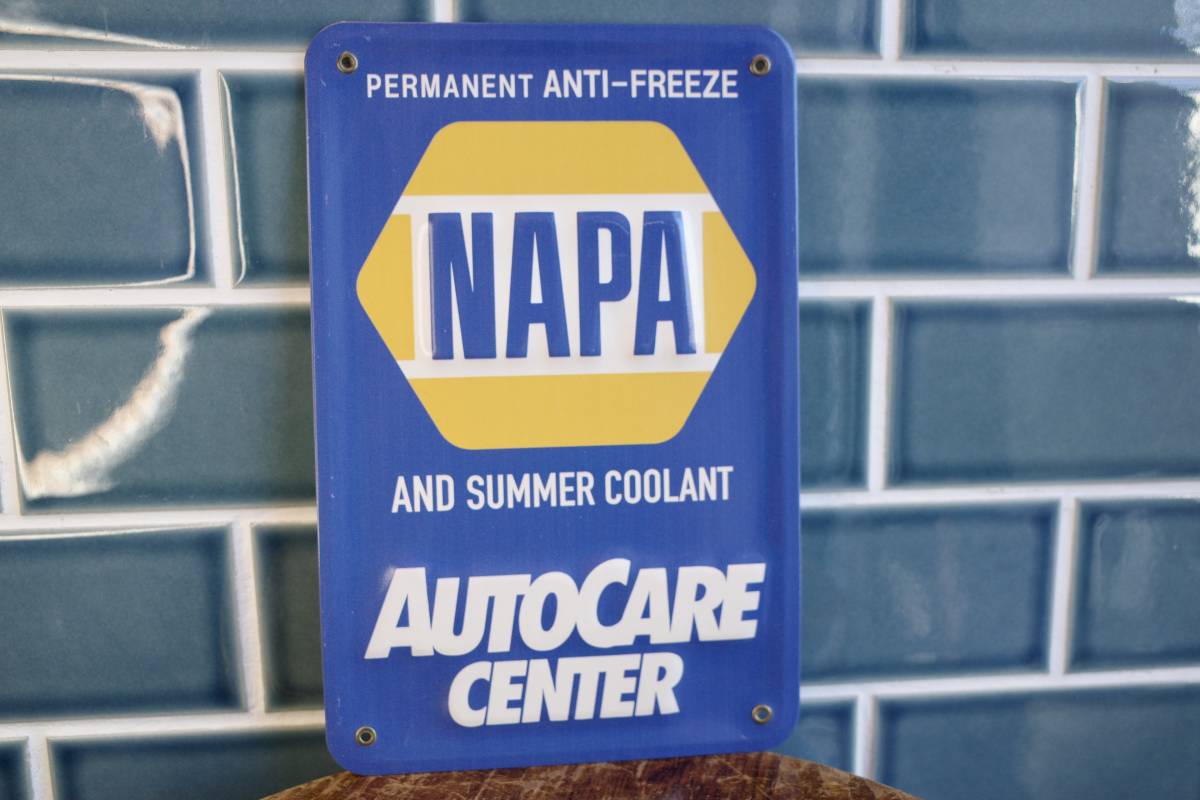 PERMANENT ANTI-FREEZE
NAPA
AND SUMMER COOLANT
AUTOCARE
CENTER